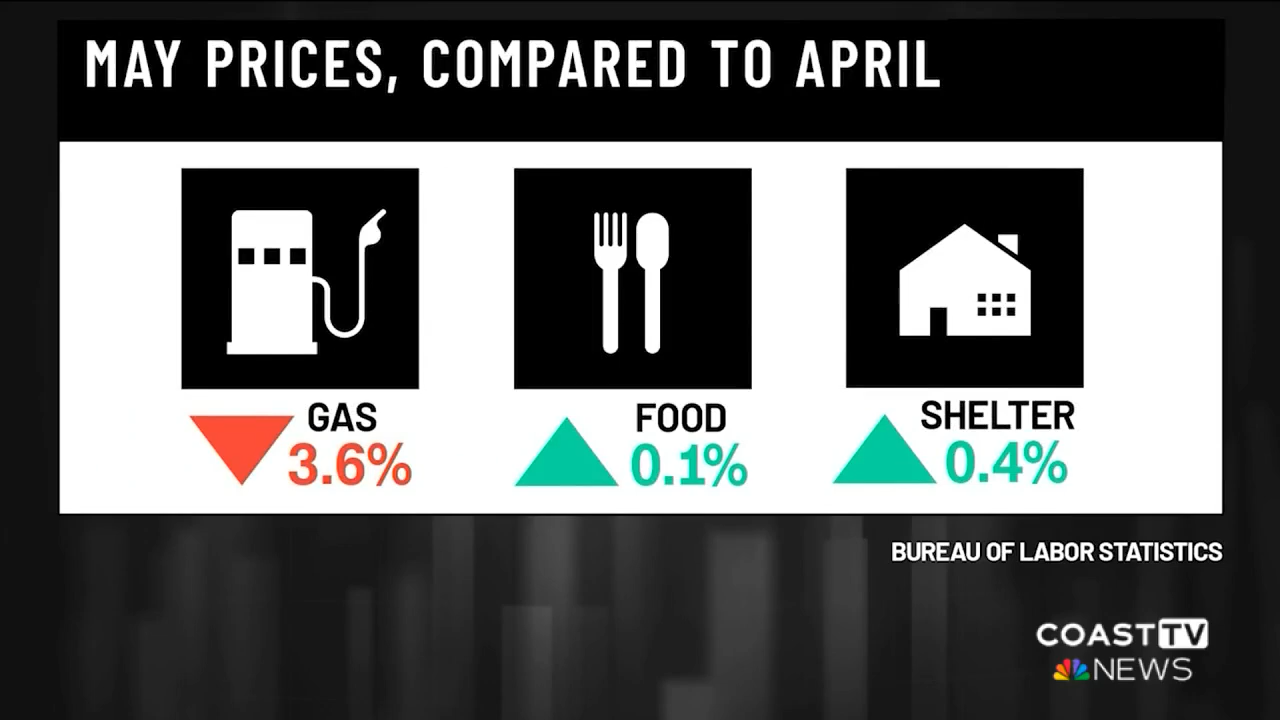 MAY PRICES, COMPARED TO APRIL
GAS
3.6%
FOOD
0.1%
SHELTER
0.4%
BUREAU OF LABOR STATISTICS
COAST TV
NEWS